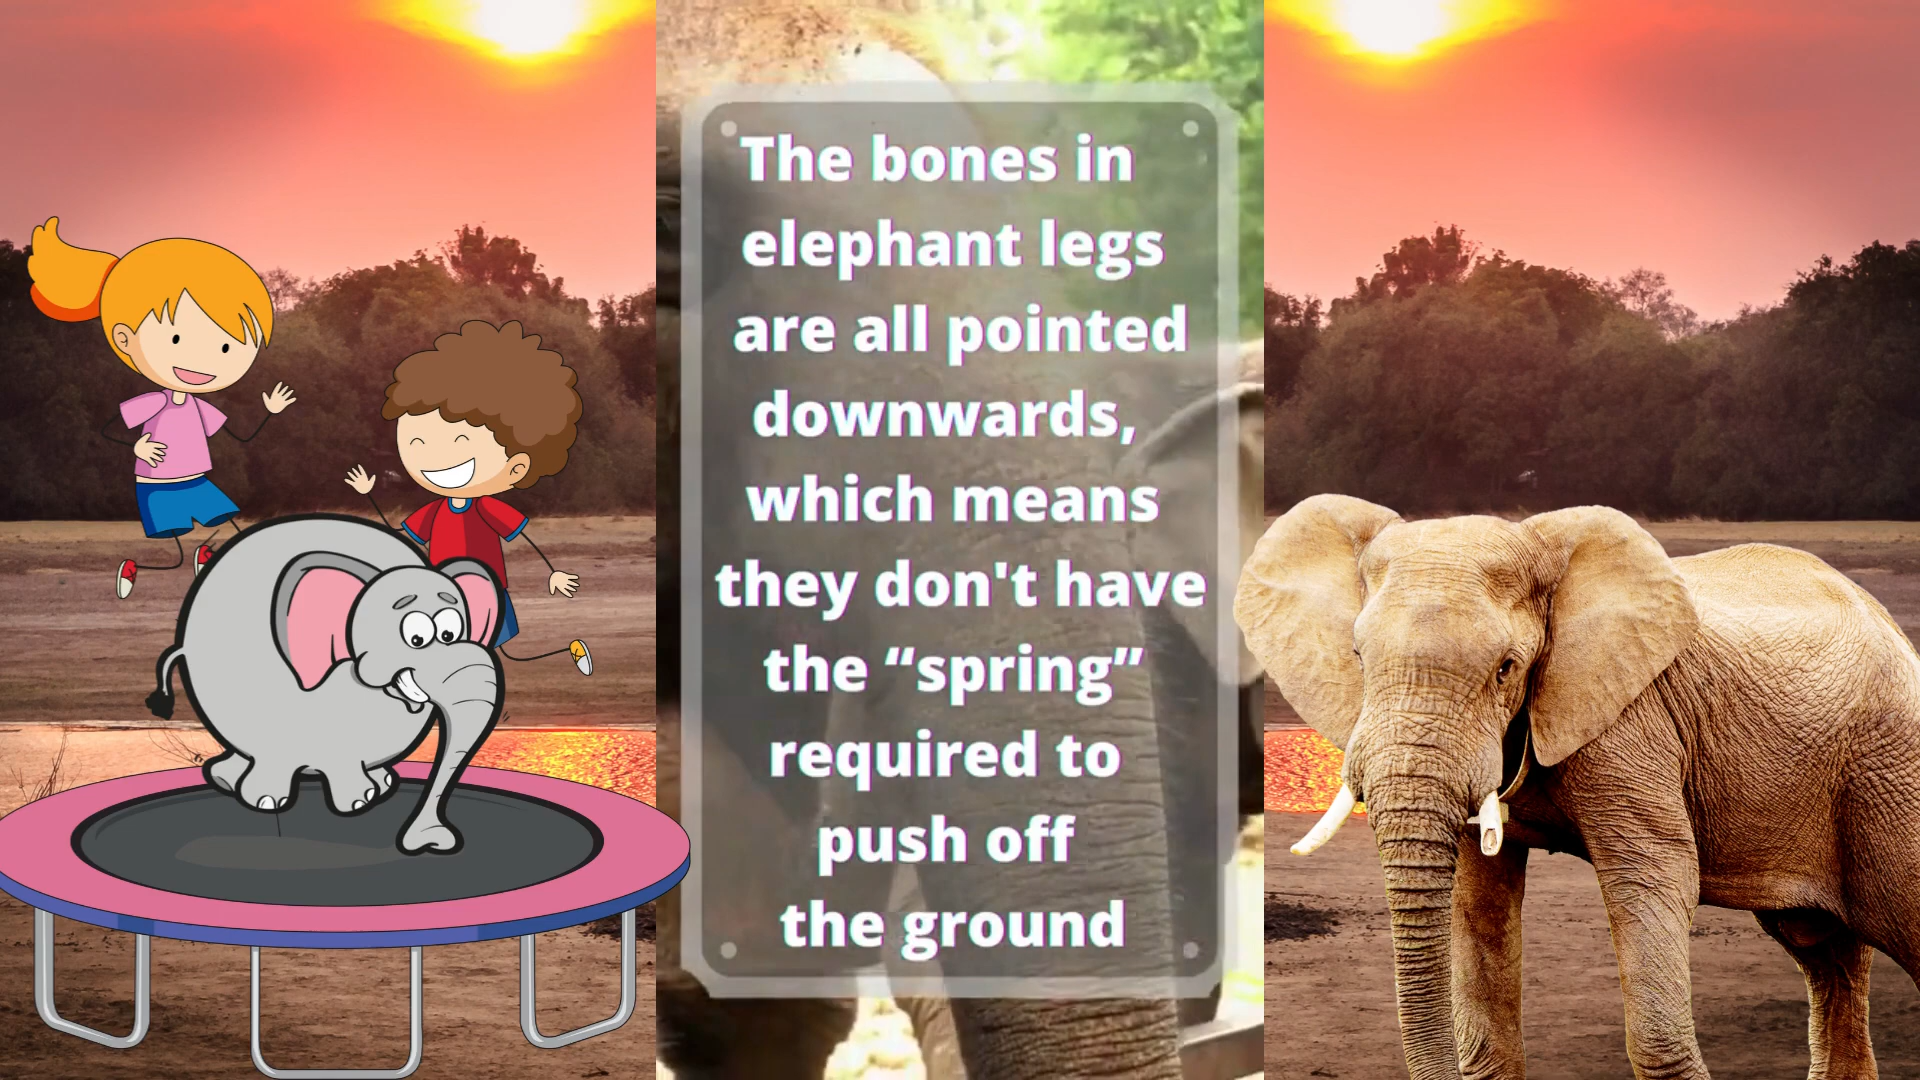 The bones in
elephant legs
are all pointed
downwards,
which means
they don't have
the “spring”
required to
push off
the ground